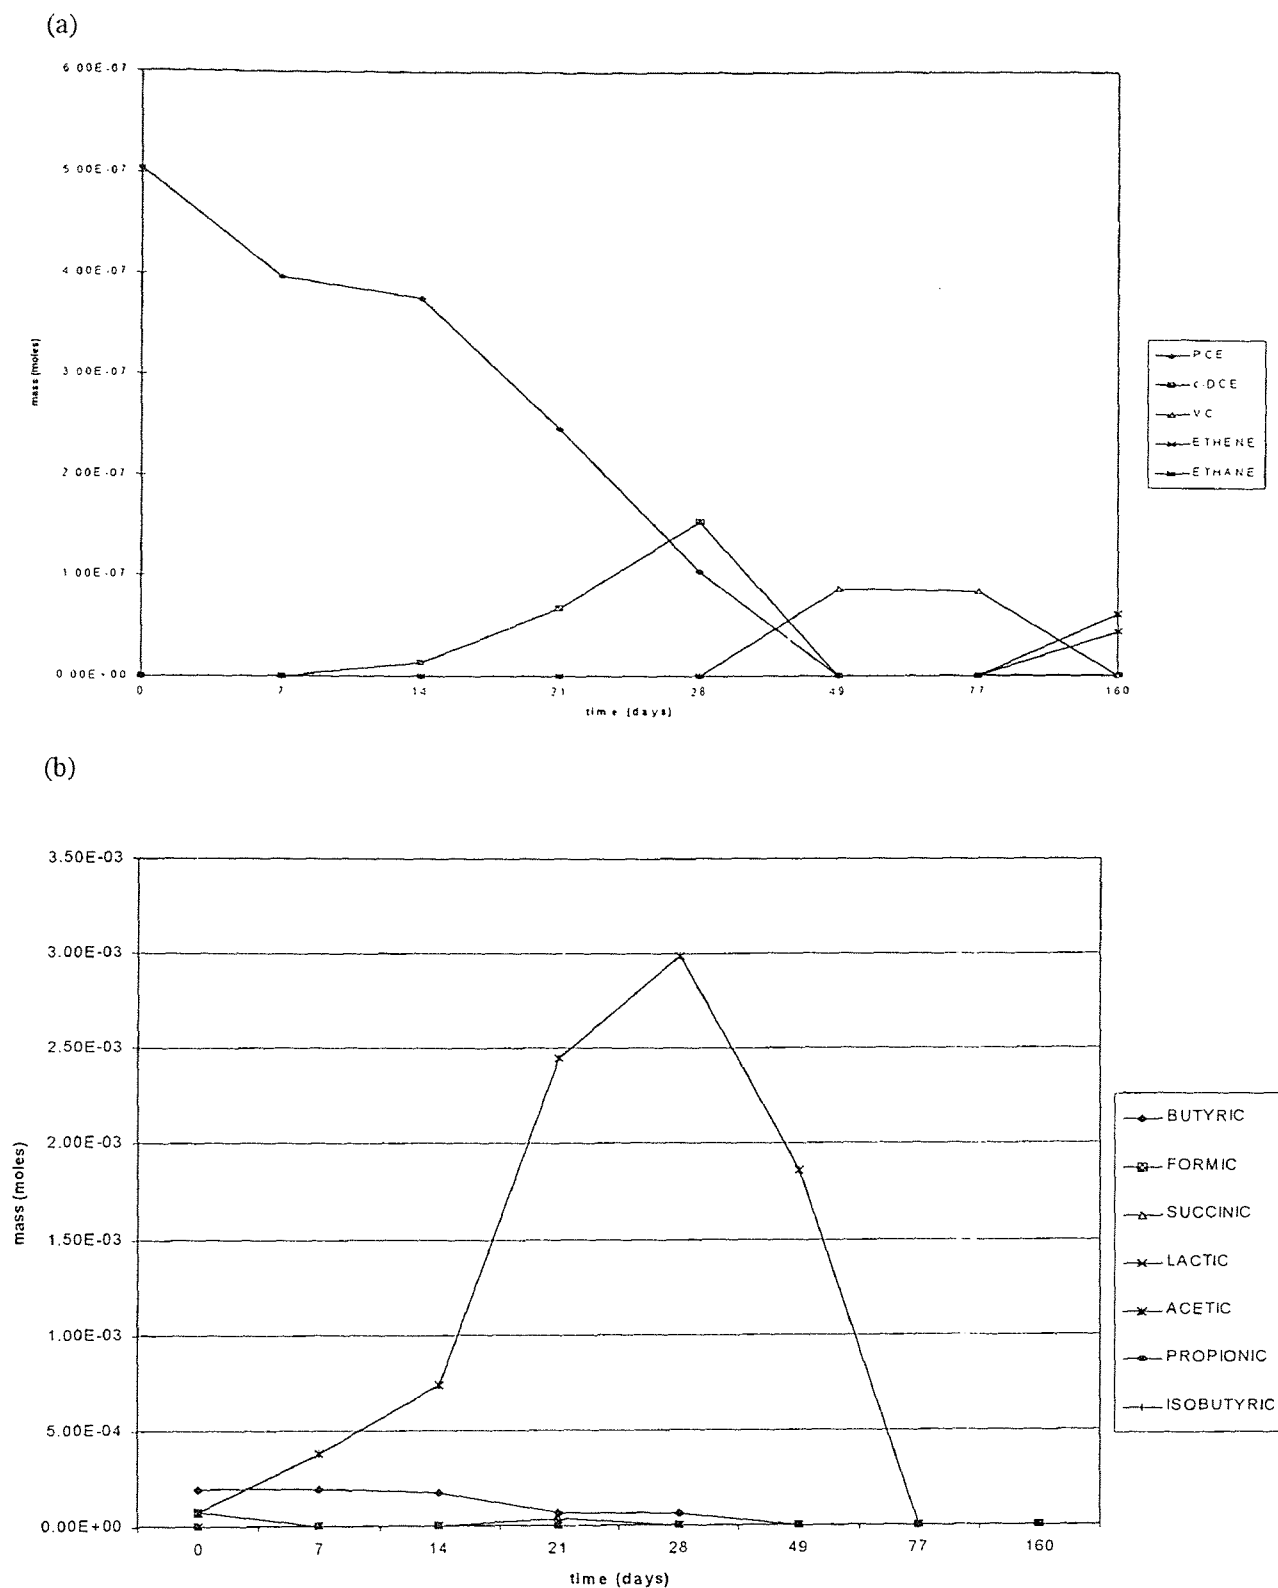 (a)
6 00E-07
5 00E-07
4 00E-07
3 00E-07
2 00E-07
1 00E-07
0 00E+00
mass (moles)
0 7 14 21 28 49 77 160
time (days)
PCE
c-DCE
VC
ETHENE
ETHANE
(b)
3.50E-03
3.00E-03
2.50E-03
2.00E-03
1.50E-03
1.00E-03
5.00E-04
0.00E+00
mass (moles)
0 7 14 21 28 49 77 160
time (days)
BUTYRIC
FORMIC
SUCCINIC
LACTIC
ACETIC
PROPIONIC
ISOBUTYRIC